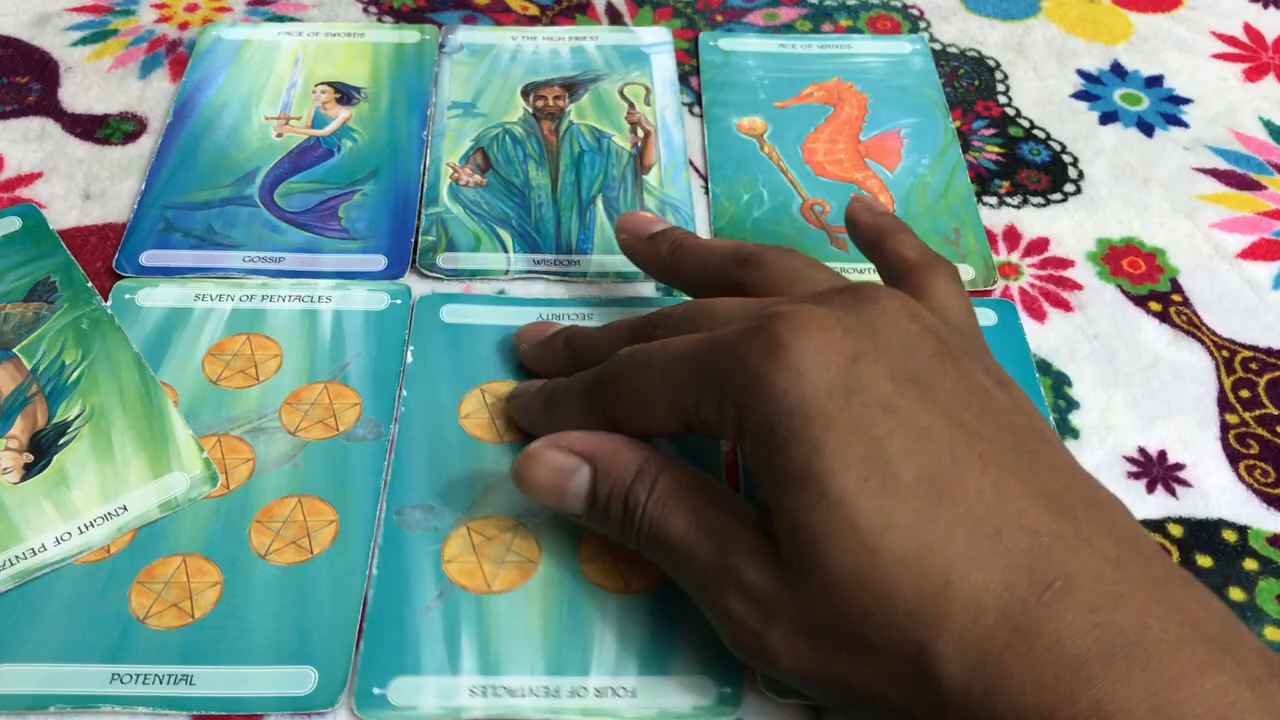 PAGE OF SWORDS
V THE HIGH PRIEST
ACE OF WANDS
GOSSIP
WISDOM
GROWTH
SEVEN OF PENTACLES
SECURITY
KNIGHT OF PENTA
POTENTIAL
FOUR OF PENTACLES